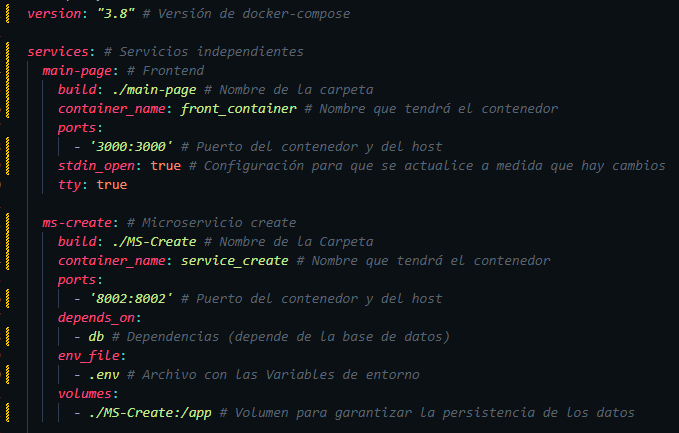 version: "3.8" # Versión de docker-compose
services: # Servicios independientes
main-page: # Frontend
build: ./main-page # Nombre de la carpeta
container_name: front_container # Nombre que tendrá el contenedor
ports:
- '3000:3000' # Puerto del contenedor y del host
stdin_open: true # Configuración para que se actualice a medida que hay cambios
tty: true
ms-create: # Microservicio create
build: ./MS-Create # Nombre de la Carpeta
container_name: service_create # Nombre que tendrá el contenedor
ports:
- '8002:8002' # Puerto del contenedor y del host
depends_on:
- db # Dependencias (depende de la base de datos)
env_file:
- .env # Archivo con las Variables de entorno
volumes:
- ./MS-Create:/app # Volumen para garantizar la persistencia de los datos